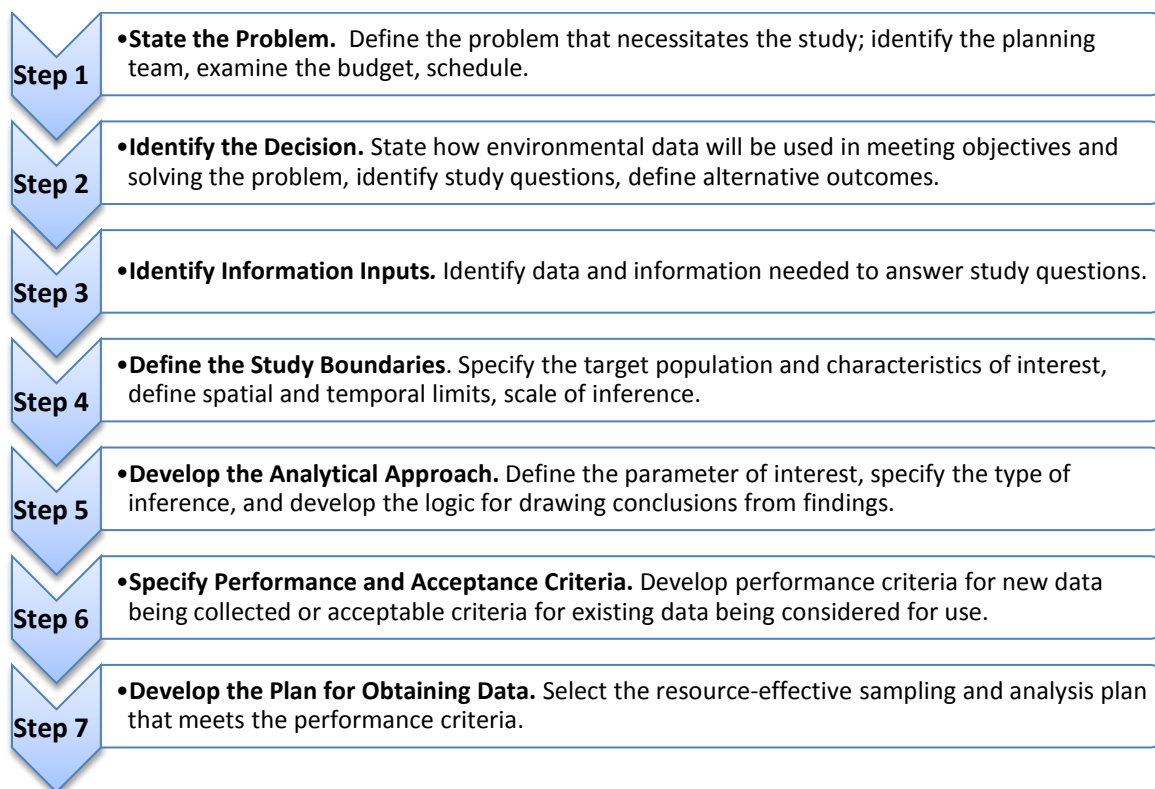 Step 1
•State the Problem.  Define the problem that necessitates the study; identify the planning
team, examine the budget, schedule.
Step 2
•Identify the Decision. State how environmental data will be used in meeting objectives and
solving the problem, identify study questions, define alternative outcomes.
Step 3
•Identify Information Inputs. Identify data and information needed to answer study questions.
Step 4
•Define the Study Boundaries. Specify the target population and characteristics of interest,
define spatial and temporal limits, scale of inference.
Step 5
•Develop the Analytical Approach. Define the parameter of interest, specify the type of
inference, and develop the logic for drawing conclusions from findings.
Step 6
•Specify Performance and Acceptance Criteria. Develop performance criteria for new data
being collected or acceptable criteria for existing data being considered for use.
Step 7
•Develop the Plan for Obtaining Data. Select the resource-effective sampling and analysis plan
that meets the performance criteria.